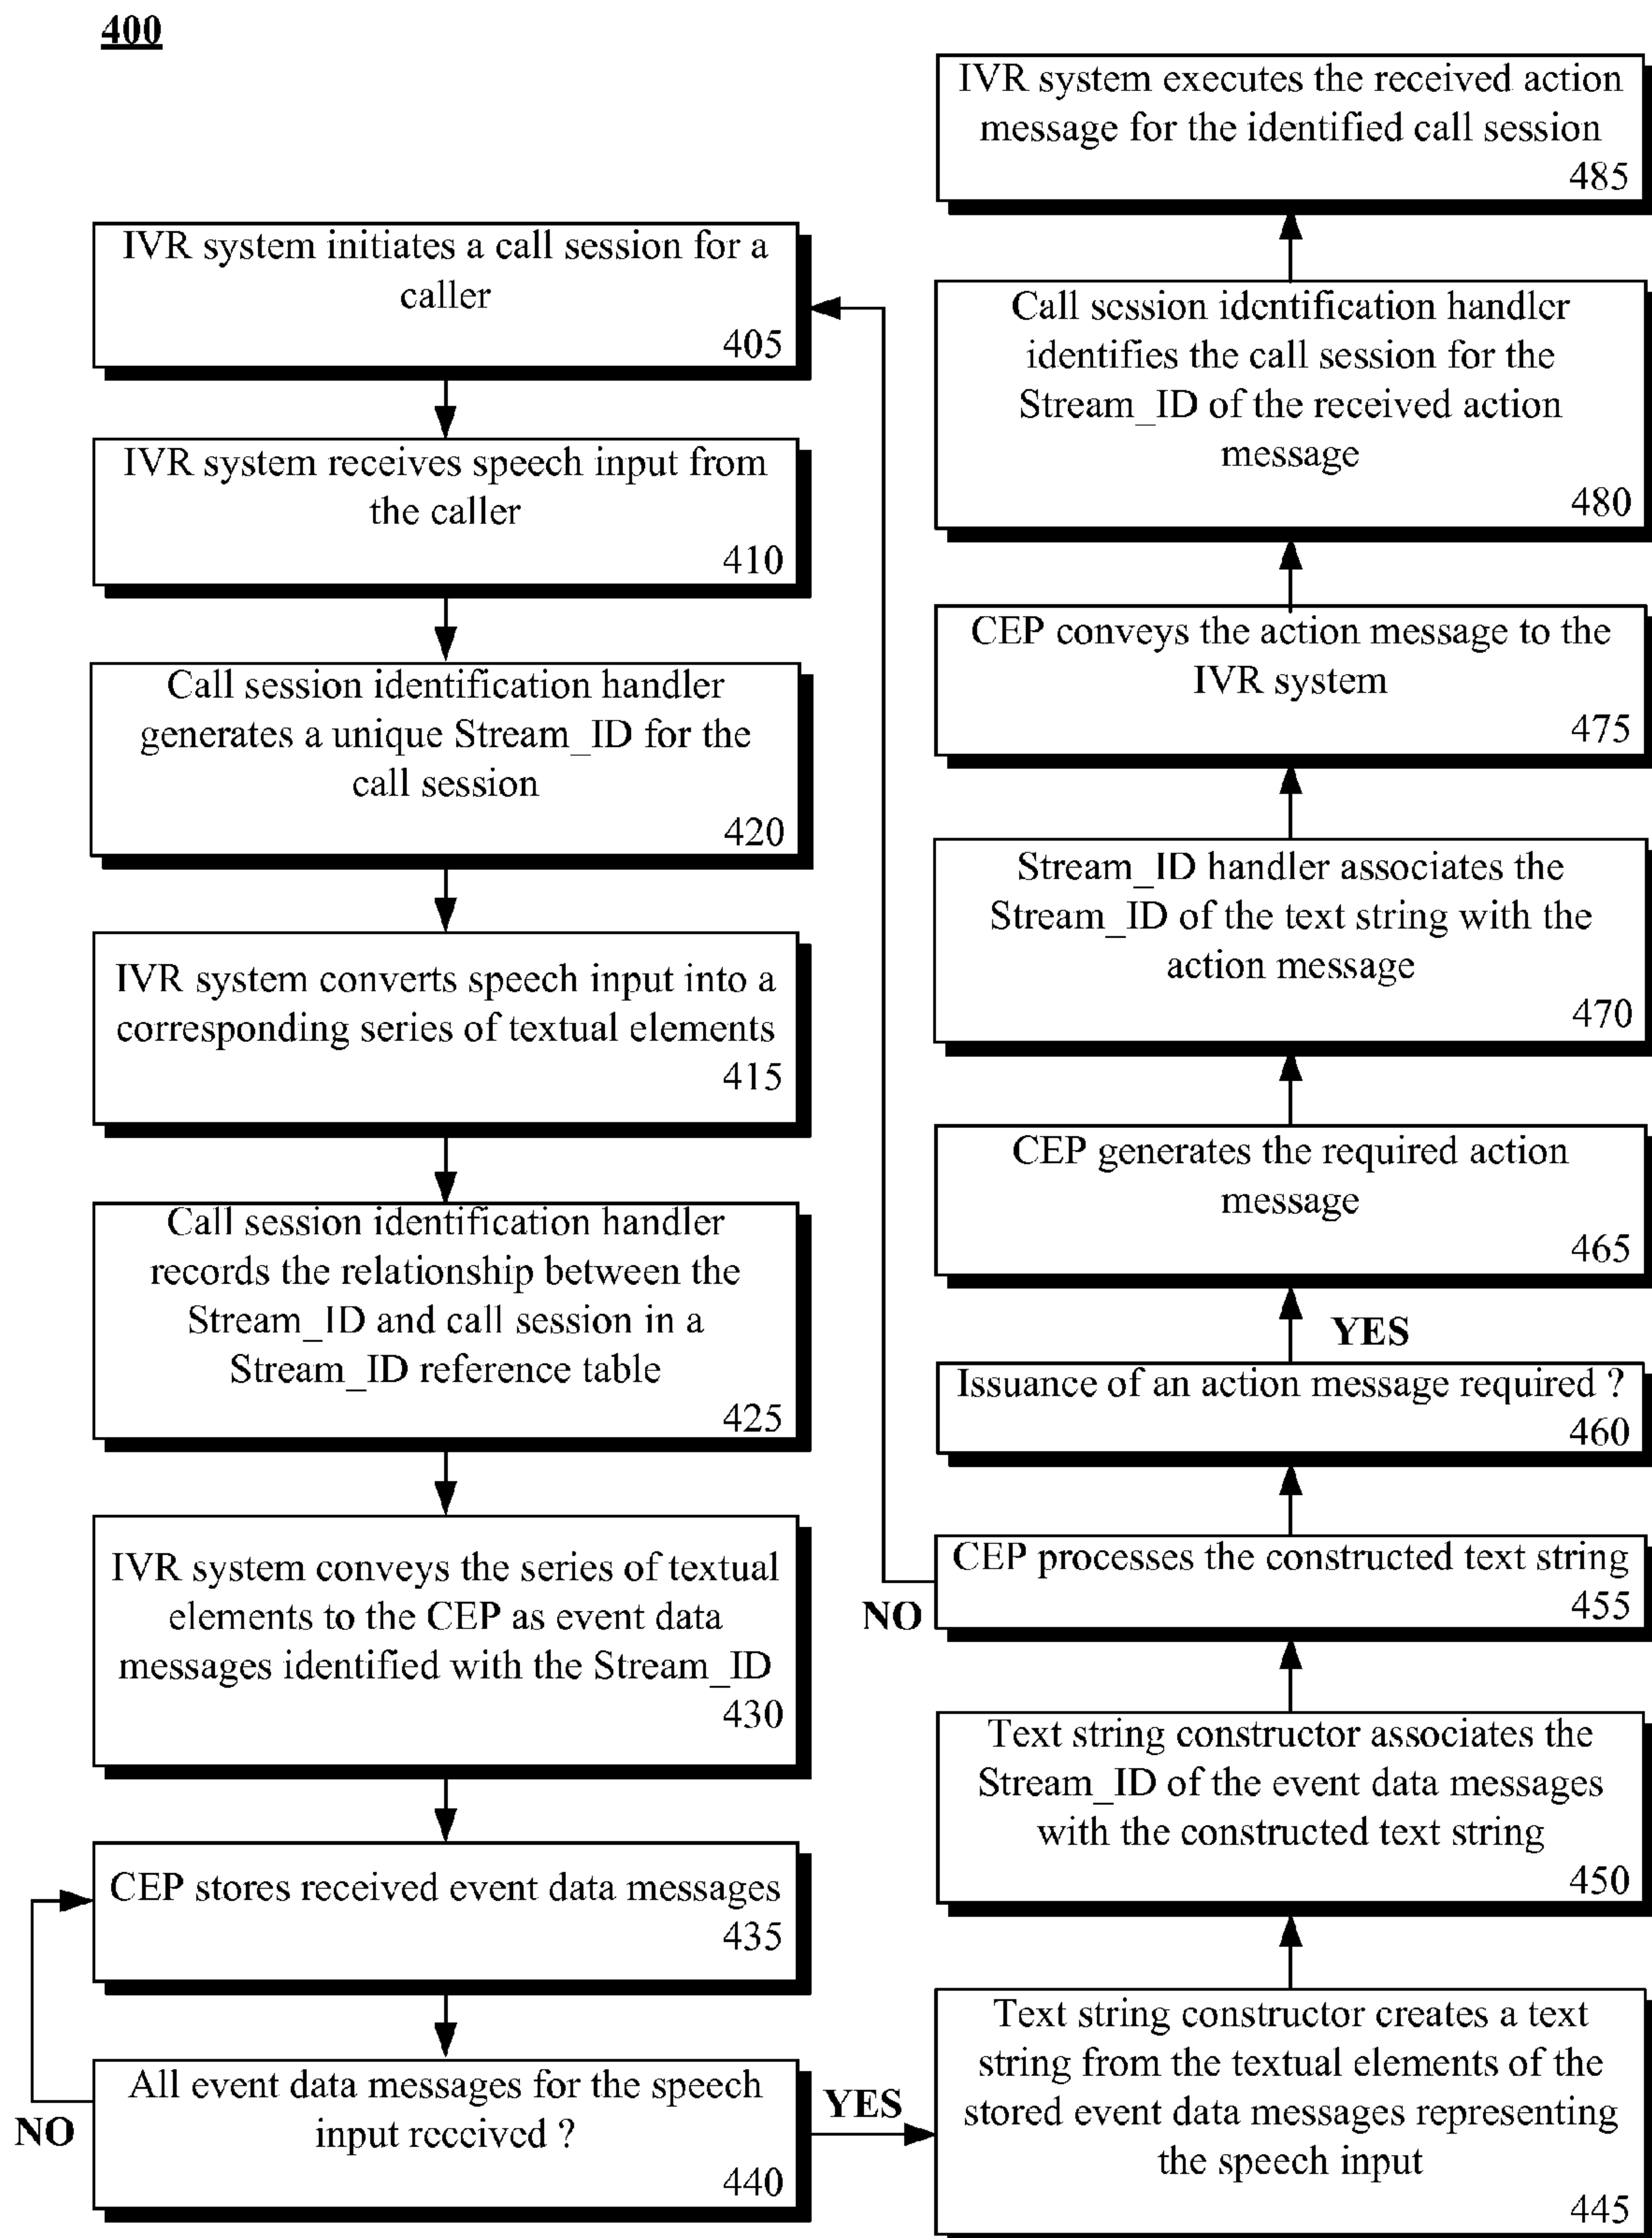 400
IVR system initiates a call session for a
caller
405
IVR system receives speech input from
the caller
410
Call session identification handler
generates a unique Stream_ID for the
call session
420
IVR system converts speech input into a
corresponding series of textual elements
415
Call session identification handler
records the relationship between the
Stream_ID and call session in a
Stream_ID reference table
425
IVR system conveys the series of textual
elements to the CEP as event data
messages identified with the Stream_ID
430
CEP stores received event data messages
435
All event data messages for the speech
input received ?
440
NO
YES
Text string constructor creates a text
string from the textual elements of the
stored event data messages representing
the speech input
445
Text string constructor associates the
Stream_ID of the event data messages
with the constructed text string
450
CEP processes the constructed text string
455
NO
Issuance of an action message required ?
460
YES
CEP generates the required action
message
465
Stream_ID handler associates the
Stream_ID of the text string with the
action message
470
CEP conveys the action message to the
IVR system
475
Call session identification handler
identifies the call session for the
Stream_ID of the received action
message
480
IVR system executes the received action
message for the identified call session
485